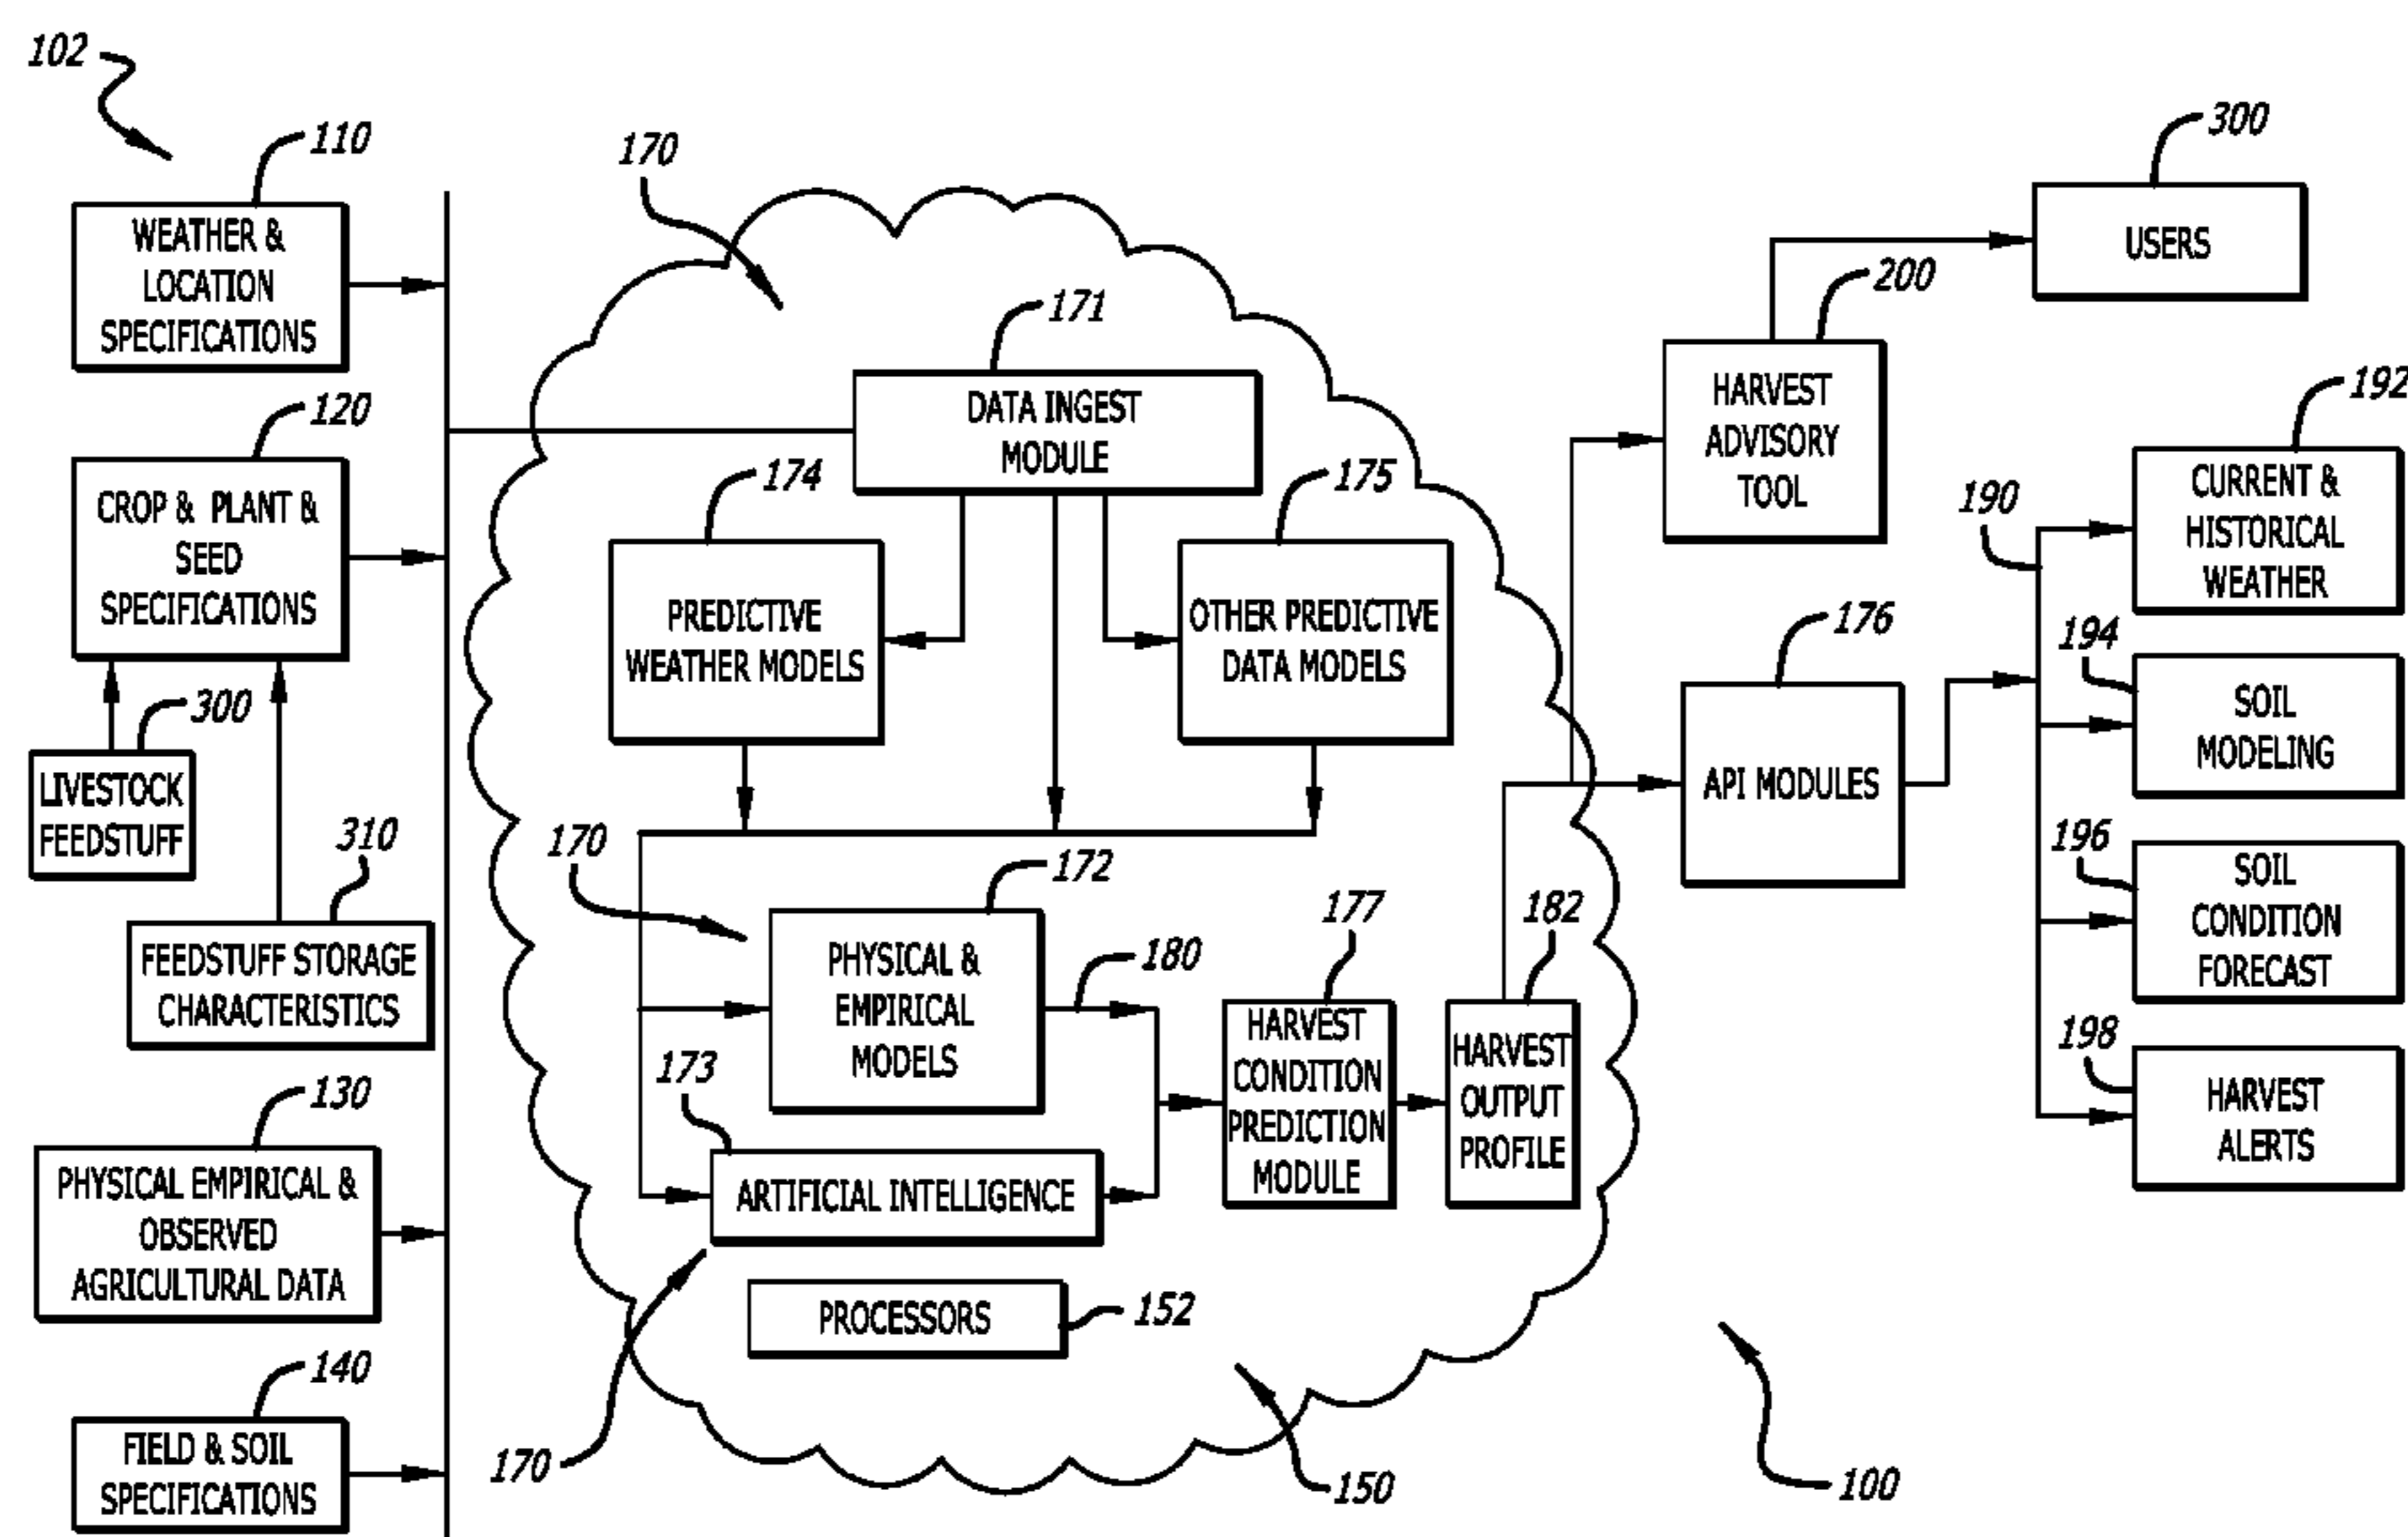 102
110
WEATHER &
LOCATION
SPECIFICATIONS
120
CROP & PLANT &
SEED
SPECIFICATIONS
300
LIVESTOCK
FEEDSTUFF
310
FEEDSTUFF STORAGE
CHARACTERISTICS
130
PHYSICAL EMPIRICAL &
OBSERVED
AGRICULTURAL DATA
140
FIELD & SOIL
SPECIFICATIONS
170
171
DATA INGEST
MODULE
174
PREDICTIVE
WEATHER MODELS
175
OTHER PREDICTIVE
DATA MODELS
170
172
PHYSICAL &
EMPIRICAL
MODELS
180
173
ARTIFICIAL INTELLIGENCE
170
PROCESSORS
152
177
HARVEST
CONDITION
PREDICTION
MODULE
182
HARVEST
OUTPUT
PROFILE
150
300
USERS
200
HARVEST
ADVISORY
TOOL
176
API MODULES
190
192
CURRENT &
HISTORICAL
WEATHER
194
SOIL
MODELING
196
SOIL
CONDITION
FORECAST
198
HARVEST
ALERTS
100